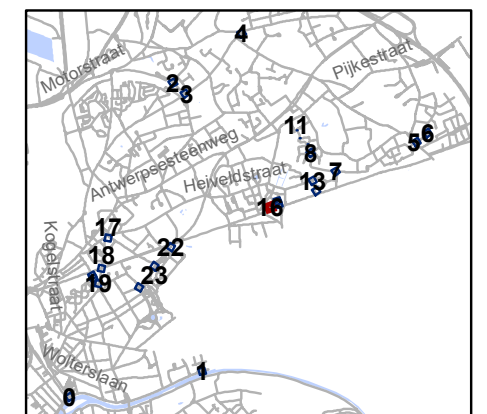 4
Motorstraat
Pijkestraat
2
3
11
6
5
Antwerpsesteenweg
8
Heiveldstraat
7
13
16
17
Kogelstraat
22
18
23
19
Wolterslaan
1
0